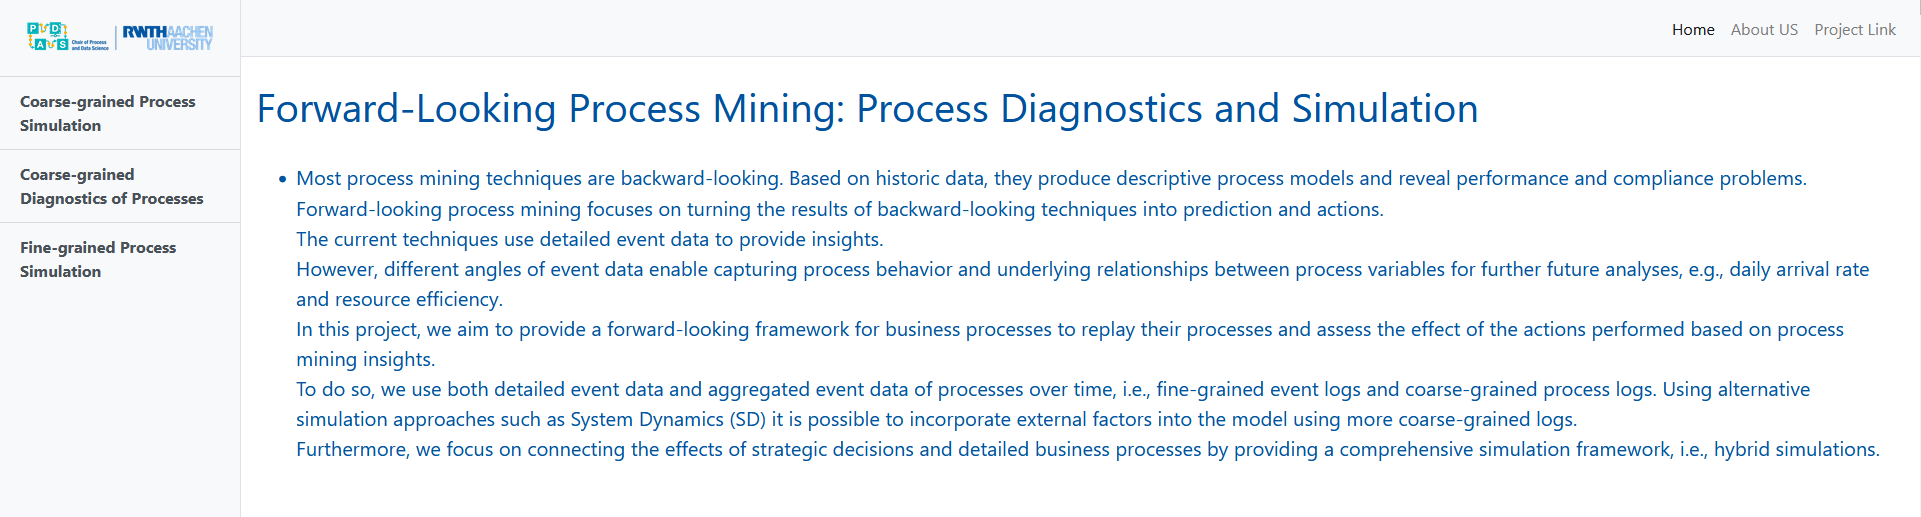 P D
A S
Chair of Process
and Data Science
RWTHAACHEN
UNIVERSITY
Home About US Project Link
Coarse-grained Process
Simulation
Coarse-grained
Diagnostics of Processes
Fine-grained Process
Simulation
Forward-Looking Process Mining: Process Diagnostics and Simulation
• Most process mining techniques are backward-looking. Based on historic data, they produce descriptive process models and reveal performance and compliance problems.
Forward-looking process mining focuses on turning the results of backward-looking techniques into prediction and actions.
The current techniques use detailed event data to provide insights.
However, different angles of event data enable capturing process behavior and underlying relationships between process variables for further future analyses, e.g., daily arrival rate
and resource efficiency.
In this project, we aim to provide a forward-looking framework for business processes to replay their processes and assess the effect of the actions performed based on process
mining insights.
To do so, we use both detailed event data and aggregated event data of processes over time, i.e., fine-grained event logs and coarse-grained process logs. Using alternative
simulation approaches such as System Dynamics (SD) it is possible to incorporate external factors into the model using more coarse-grained logs.
Furthermore, we focus on connecting the effects of strategic decisions and detailed business processes by providing a comprehensive simulation framework, i.e., hybrid simulations.